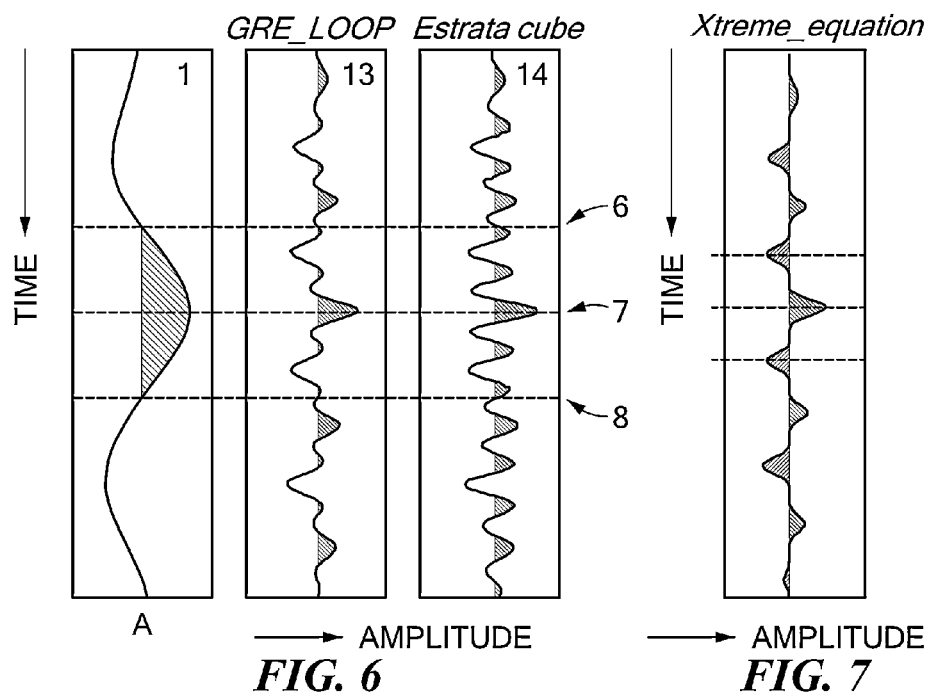 GRE_LOOP Estrata cube Xtreme_equation
1 13 14
TIME
6
7
8
TIME
A
AMPLITUDE
AMPLITUDE
FIG. 6
FIG. 7